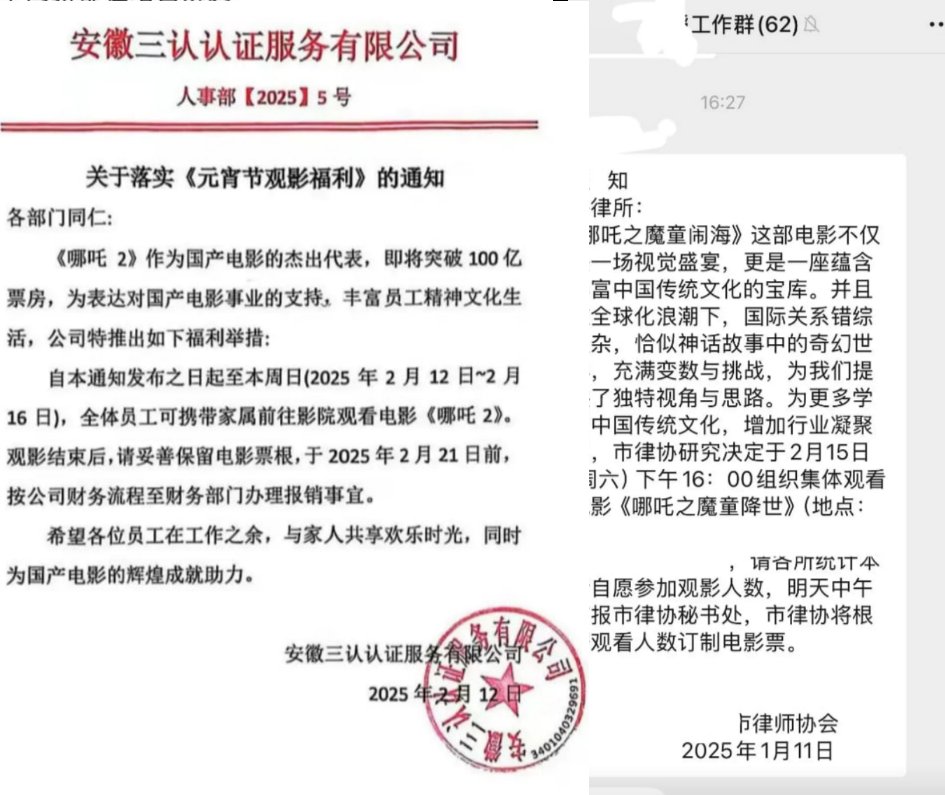 安徽三认认证服务有限公司
人事部【2025】5 号
关于落实《元宵节观影福利》的通知
各部门同仁:
《哪吒 2》作为国产电影的杰出代表，即将突破 100 亿
票房，为表达对国产电影事业的支持。丰富员工精神文化生
活，公司特推出如下福利举措:
自本通知发布之日起至本周日(2025 年 2 月 12 日~2 月
16 日)，全体员工可携带家属前往影院观看电影《哪吒 2》。
观影结束后，请妥善保留电影票根，于 2025 年 2 月 21 日前，
按公司财务流程至财务部门办理报销事宜。
希望各位员工在工作之余，与家人共享欢乐时光，同时
为国产电影的辉煌成就助力。
安徽三认认证服务有限公司
2025 年 2 月 12 日
安徽三认认证服务有限公司
3401040329691
工作群(62)
16:27
知
律所：
哪吒之魔童闹海》这部电影不仅
一场视觉盛宴，更是一座蕴含
富中国传统文化的宝库。并且
全球化浪潮下，国际关系错综
杂，恰似神话故事中的奇幻世
，充满变数与挑战，为我们提
了独特视角与思路。为更多学
中国传统文化，增加行业凝聚
，市律协研究决定于2月15日
周六）下午16：00组织集体观看
影《哪吒之魔童降世》（地点：
，请各所统计本
自愿参加观影人数，明天中午
报市律协秘书处，市律协将根
观看人数订制电影票。
市律师协会
2025年1月11日